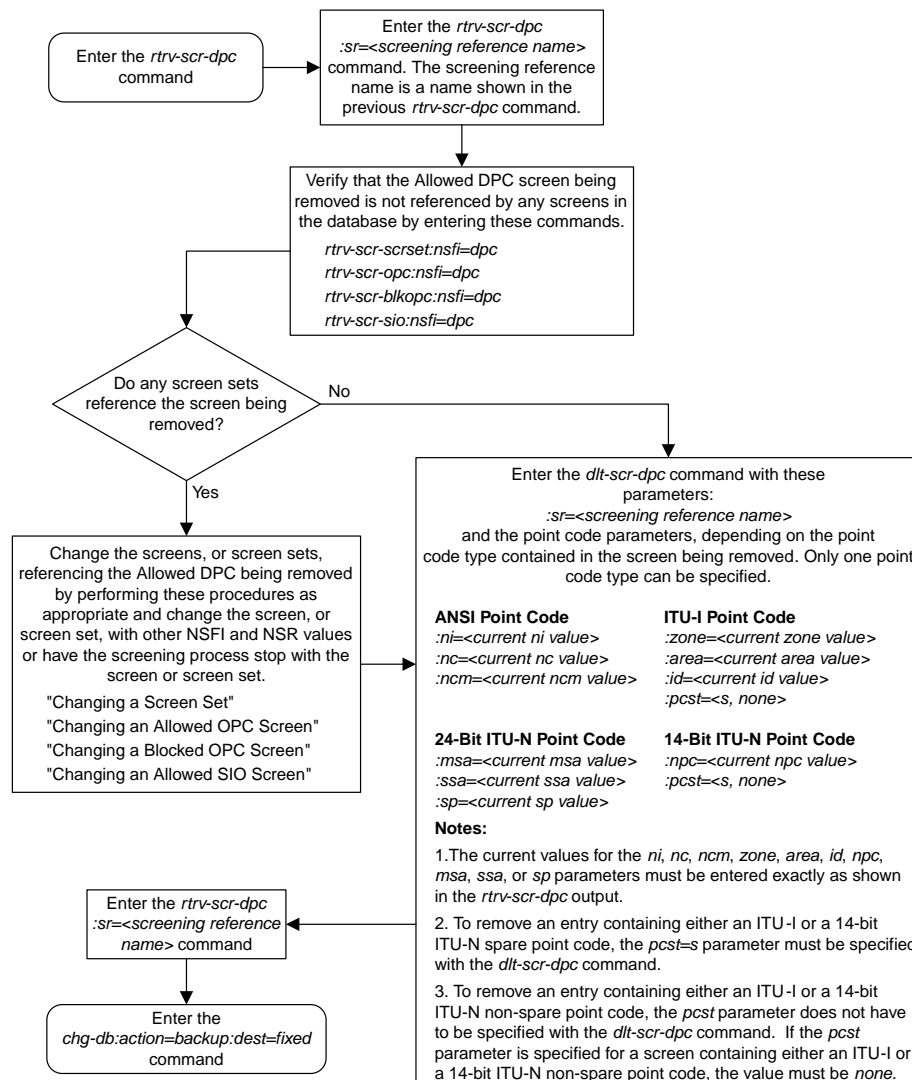 Enter the rtrv-scr-dpc
command
Enter the rtrv-scr-dpc
:sr=<screening reference name>
command. The screening reference
name is a name shown in the
previous rtrv-scr-dpc command.
Verify that the Allowed DPC screen being
removed is not referenced by any screens in
the database by entering these commands.
rtrv-scr-scrset:nsfi=dpc
rtrv-scr-opc:nsfi=dpc
rtrv-scr-blkopc:nsfi=dpc
rtrv-scr-sio:nsfi=dpc
Do any screen sets
reference the screen being
removed?
No
Yes
Change the screens, or screen sets,
referencing the Allowed DPC being removed
by performing these procedures as
appropriate and change the screen, or
screen set, with other NSFI and NSR values
or have the screening process stop with the
screen or screen set.
"Changing a Screen Set"
"Changing an Allowed OPC Screen"
"Changing a Blocked OPC Screen"
"Changing an Allowed SIO Screen"
Enter the dlt-scr-dpc command with these
parameters:
:sr=<screening reference name>
and the point code parameters, depending on the point
code type contained in the screen being removed. Only one point
code type can be specified.
ANSI Point Code
:ni=<current ni value>
:nc=<current nc value>
:ncm=<current ncm value>
ITU-I Point Code
:zone=<current zone value>
:area=<current area value>
:id=<current id value>
:pcst=<s, none>
24-Bit ITU-N Point Code
:msa=<current msa value>
:ssa=<current ssa value>
:sp=<current sp value>
14-Bit ITU-N Point Code
:npc=<current npc value>
:pcst=<s, none>
Notes:
1.The current values for the ni, nc, ncm, zone, area, id, npc,
msa, ssa, or sp parameters must be entered exactly as shown
in the rtrv-scr-dpc output.
2. To remove an entry containing either an ITU-I or a 14-bit
ITU-N spare point code, the pcst=s parameter must be specified
with the dlt-scr-dpc command.
3. To remove an entry containing either an ITU-I or a 14-bit
ITU-N non-spare point code, the pcst parameter does not have
to be specified with the dlt-scr-dpc command. If the pcst
parameter is specified for a screen containing either an ITU-I or
a 14-bit ITU-N non-spare point code, the value must be none.
Enter the rtrv-scr-dpc
:sr=<screening reference
name> command
Enter the
chg-db:action=backup:dest=fixed
command